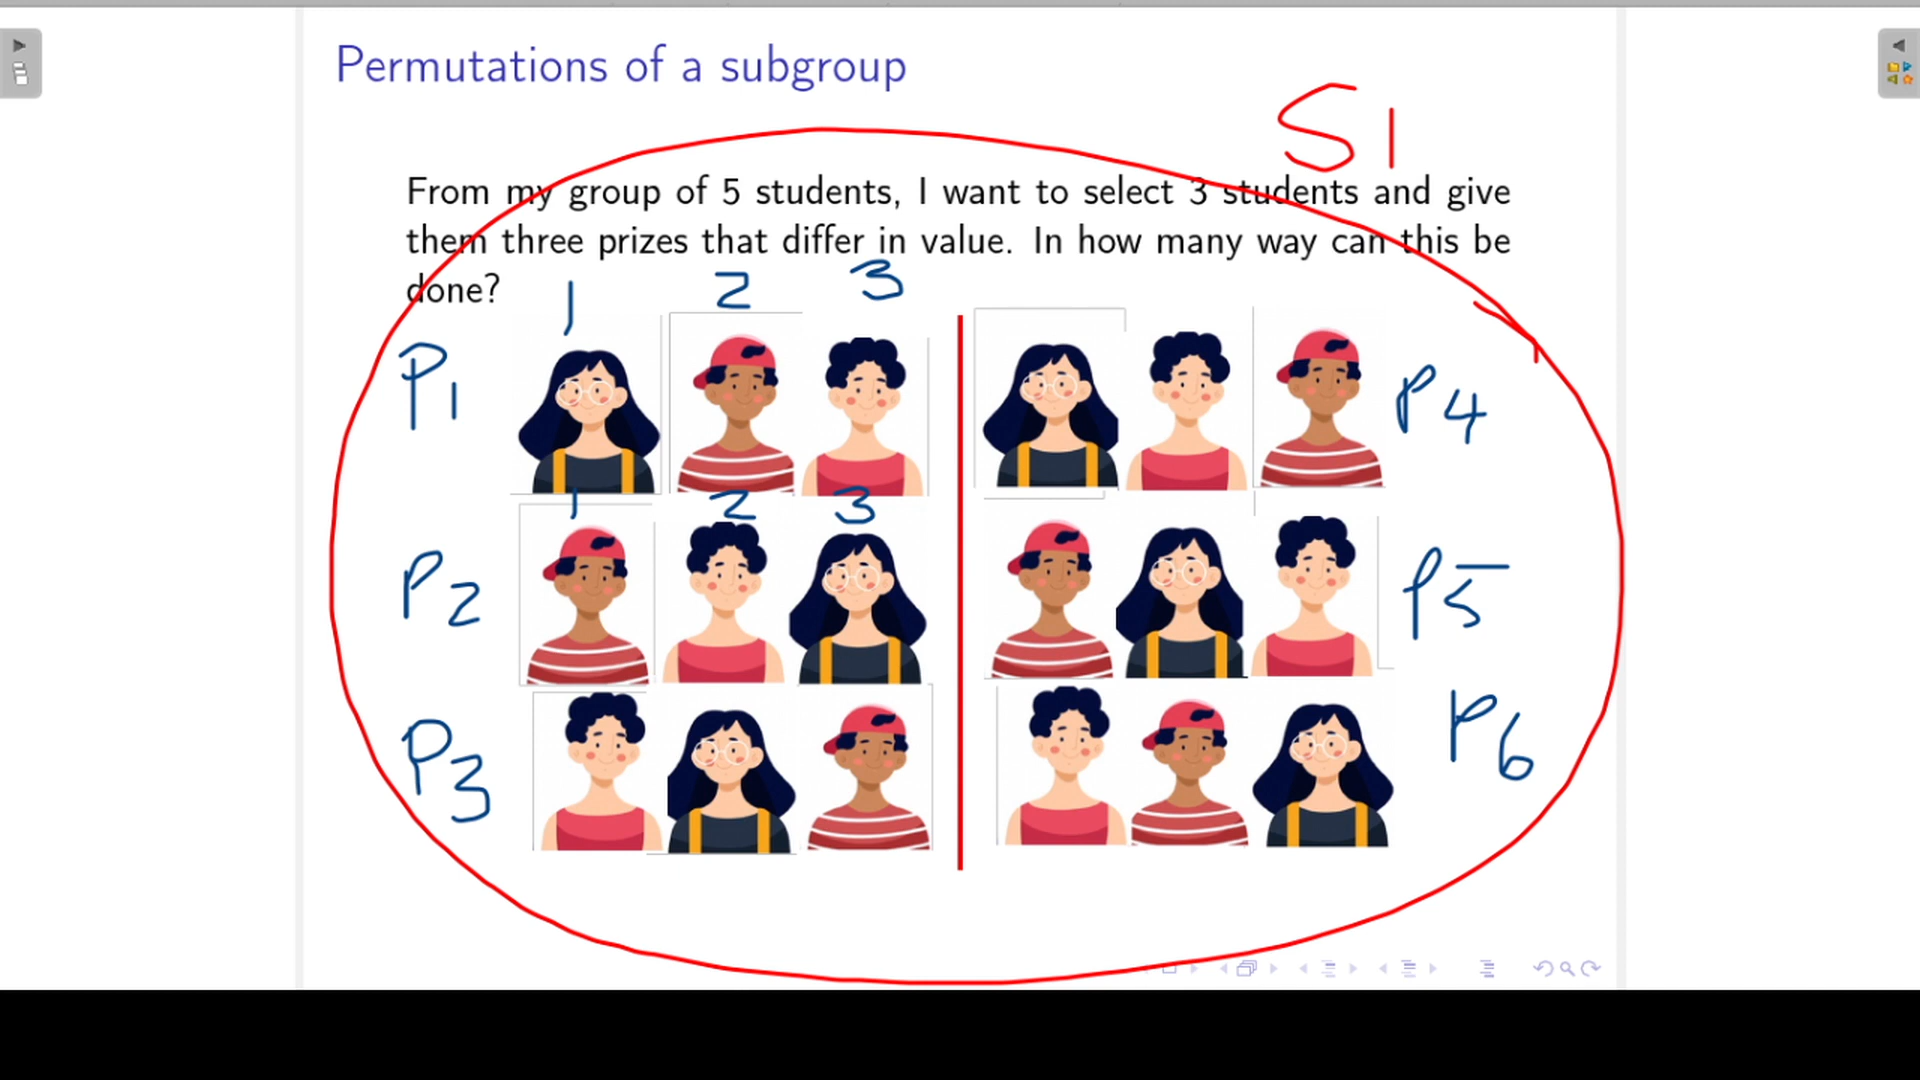 Permutations of a subgroup
S1
From my group of 5 students, I want to select 3 students and give
them three prizes that differ in value. In how many way can this be
done?
1 2 3
P1
P4
1 2 3
P2
P5
P3
P6